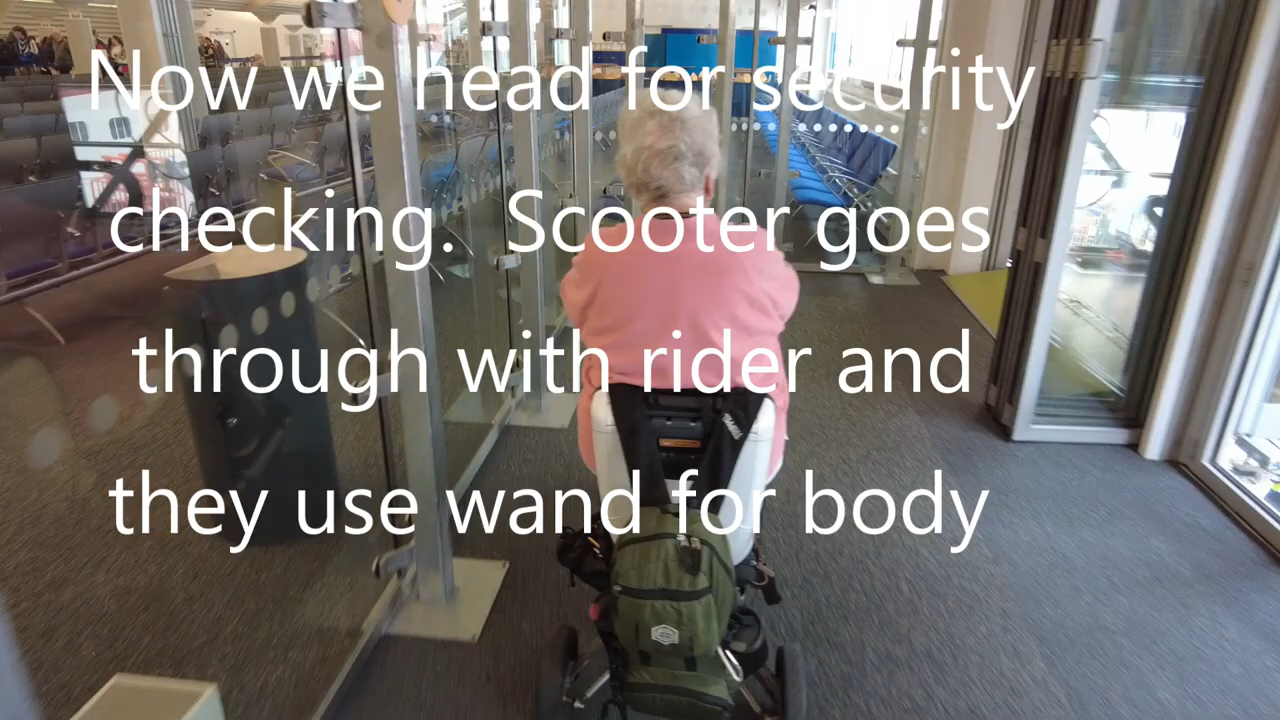 Now we head for security
checking.  Scooter goes
through with rider and
they use wand for body